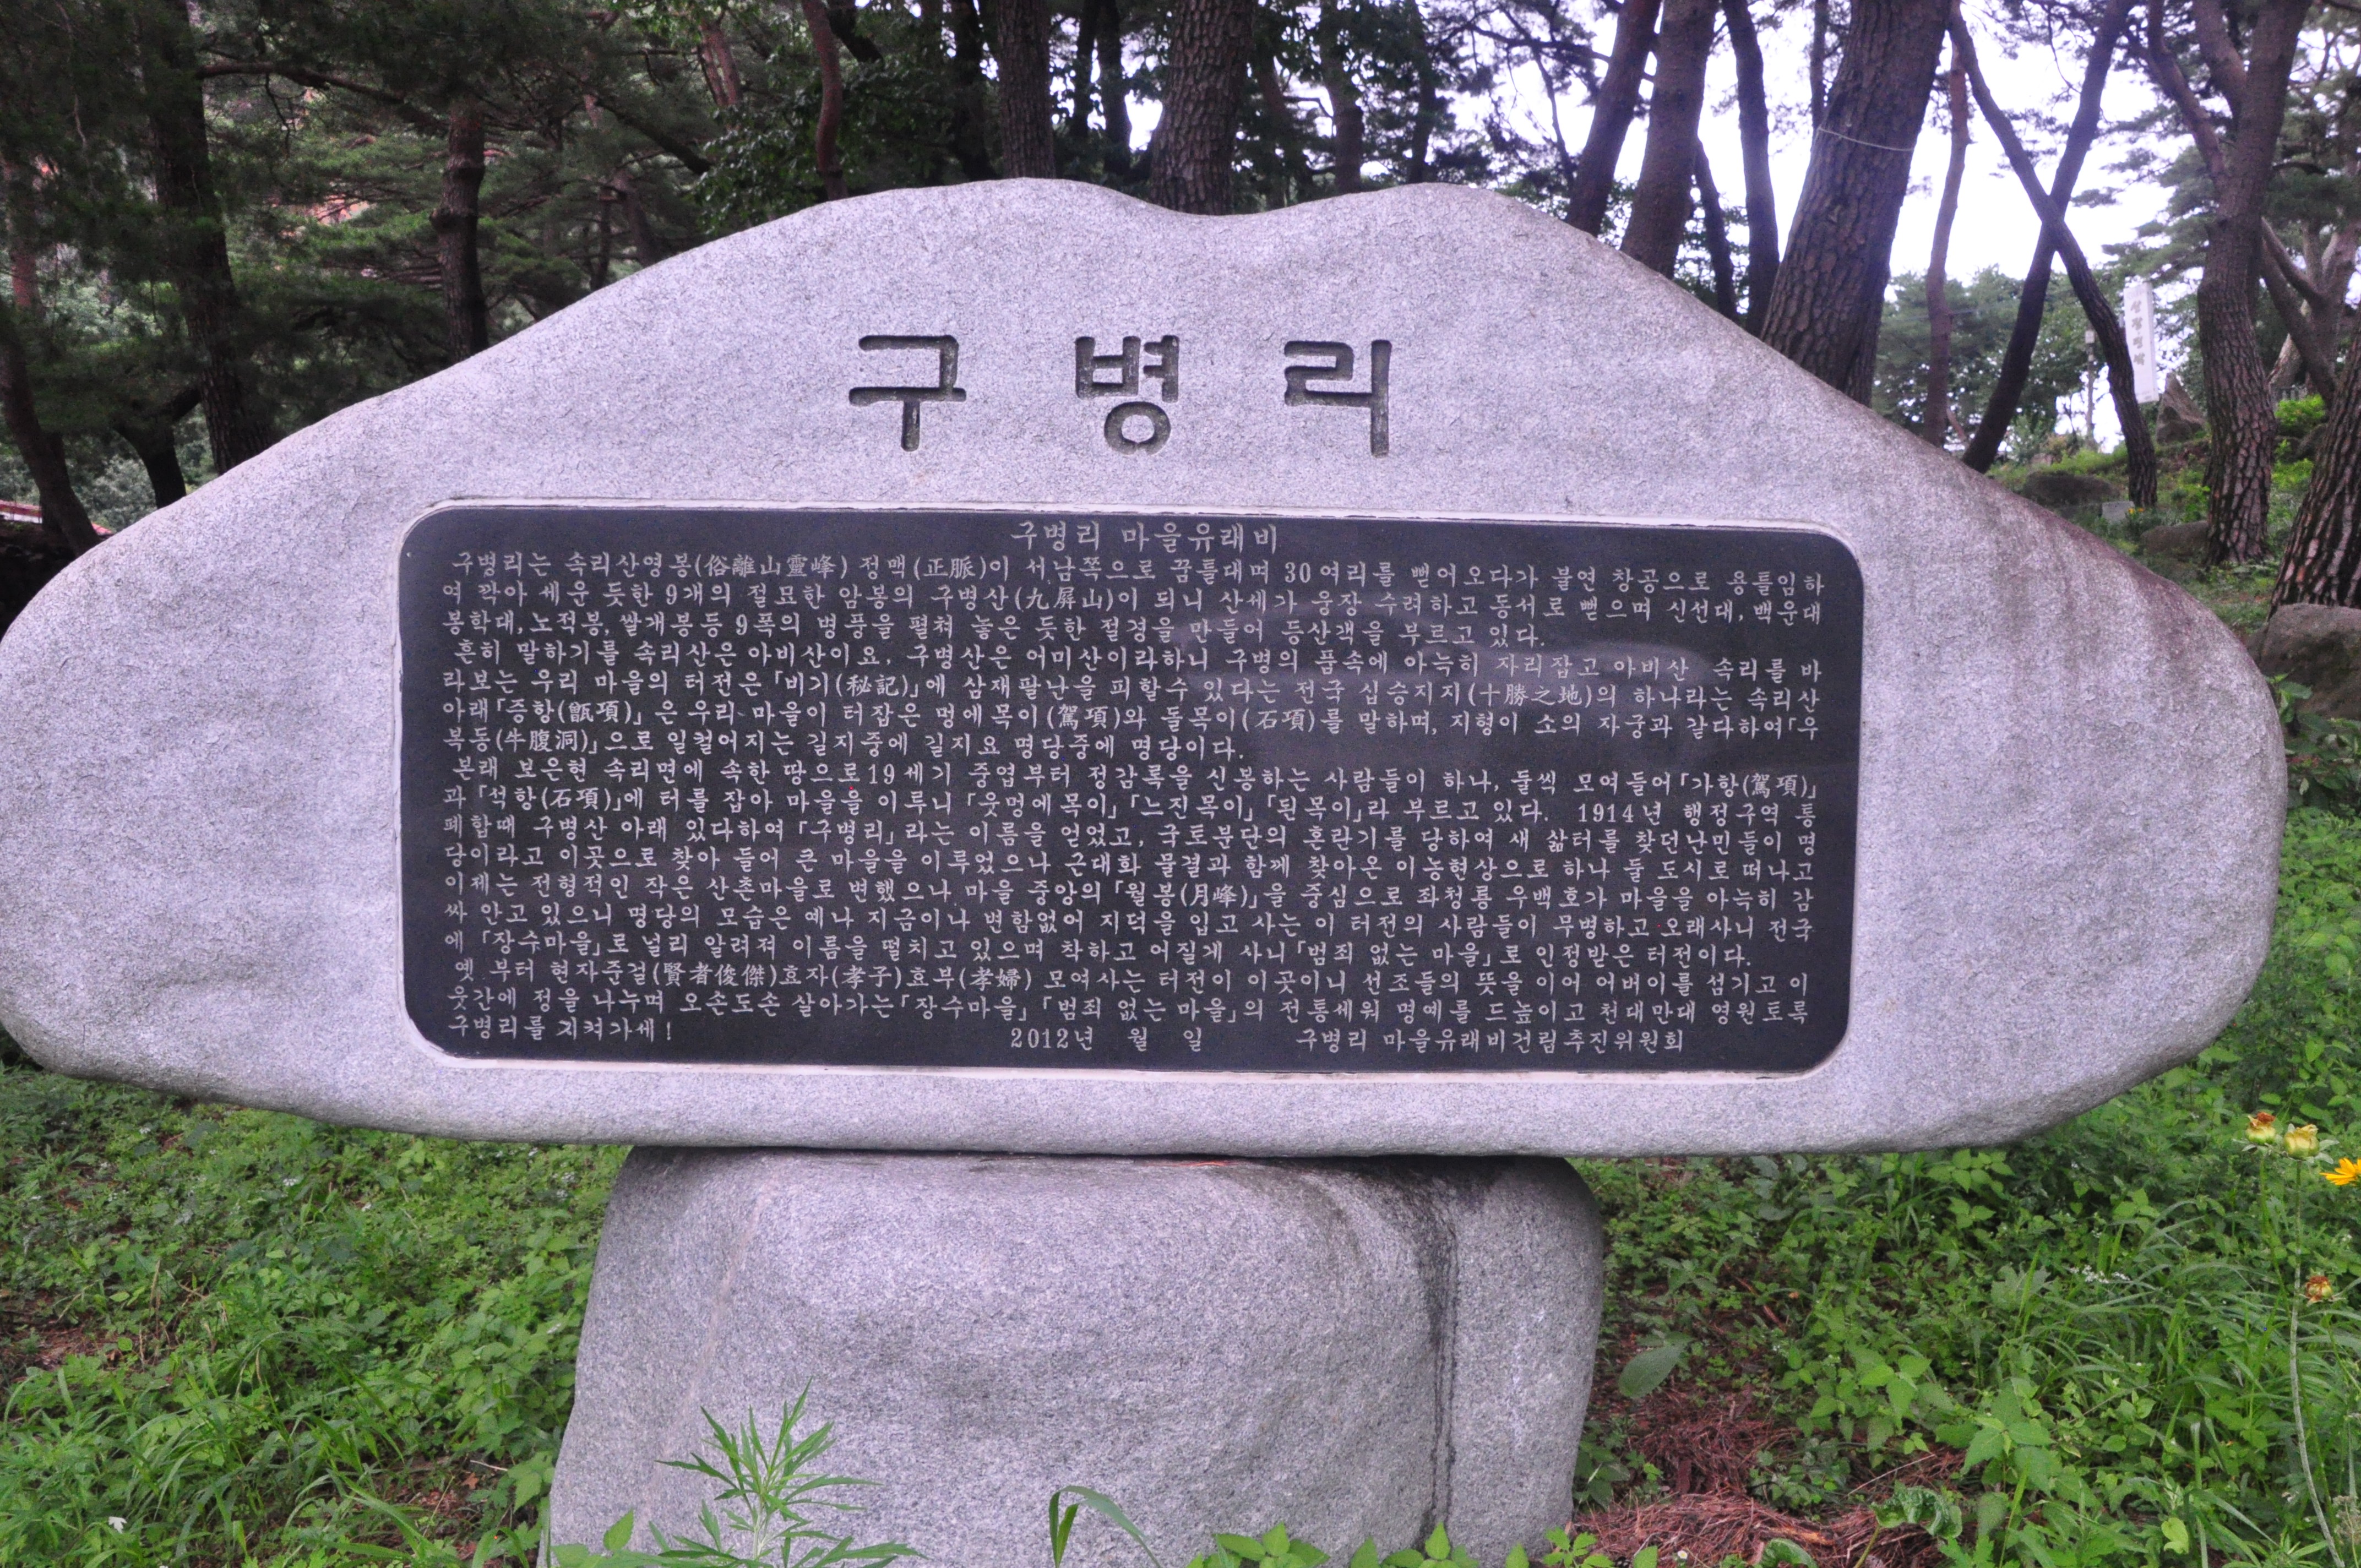 구병리
구병리 마을유래비
구병리는 속리산영봉(俗離山靈峰) 정맥(正脈)이 서남쪽으로 꿈틀대며 30여리를 뻗어오다가 불연 창공으로 용틀임하
여 깍아 세운 듯한 9개의 절묘한 암봉의 구병산(九屛山)이 되니 산세가 웅장 수려하고 동서로 뻗으며 신선대, 백운대
봉학대, 노적봉, 쌀개봉등 9폭의 병풍을 펼쳐 놓은 듯한 절경을 만들어 등산객을 부르고 있다.
흔히 말하기를 속리산은 아비산이요, 구병산은 어미산이라하니 구병의 품속에 아늑히 자리잡고 아비산 속리를 바
라보는 우리 마을의 터전은「비기(秘記)」에 삼재팔난을 피할수 있다는 전국 십승지지(十勝之地)의 하나라는 속리산
아래「증항(甑項)」은 우리 마을이 터잡은 멍에목이(駕項)와 돌목이(石項)를 말하며, 지형이 소의 자궁과 같다하여「우
복동(牛腹洞)」으로 일컬어지는 길지중에 길지요 명당중에 명당이다.
본래 보은현 속리면에 속한 땅으로 19세기 중엽부터 정감록을 신봉하는 사람들이 하나, 둘씩 모여들어「가항(駕項)」
과「석항(石項)」에 터를 잡아 마을을 이루니「웃멍에목이」「느진목이」「된목이」라 부르고 있다. 1914년 행정구역 통
폐합때 구병산 아래 있다하여「구병리」라는 이름을 얻었고, 국토분단의 혼란기를 당하여 새 삶터를 찾던난민들이 명
당이라고 이곳으로 찾아 들어 큰 마을을 이루었으나 근대화 물결과 함께 찾아온 이농현상으로 하나 둘 도시로 떠나고
이제는 전형적인 작은 산촌마을로 변했으나 마을 중앙의「월봉(月峰)」을 중심으로 좌청룡 우백호가 마을을 아늑히 감
싸 안고 있으니 명당의 모습은 예나 지금이나 변함없어 지덕을 입고 사는 이 터전의 사람들이 무병하고 오래사니 전국
에「장수마을」로 널리 알려져 이름을 떨치고 있으며 착하고 어질게 사니「범죄 없는 마을」로 인정받은 터전이다.
옛 부터 현자준걸(賢者俊傑)효자(孝子)효부(孝婦) 모여사는 터전이 이곳이니 선조들의 뜻을 이어 어버이를 섬기고 이
웃간에 정을 나누며 오손도손 살아가는「장수마을」「범죄 없는 마을」의 전통세워 명예를 드높이고 천대만대 영원토록
구병리를 지켜가세!
2012년 월 일 구병리 마을유래비건립추진위원회